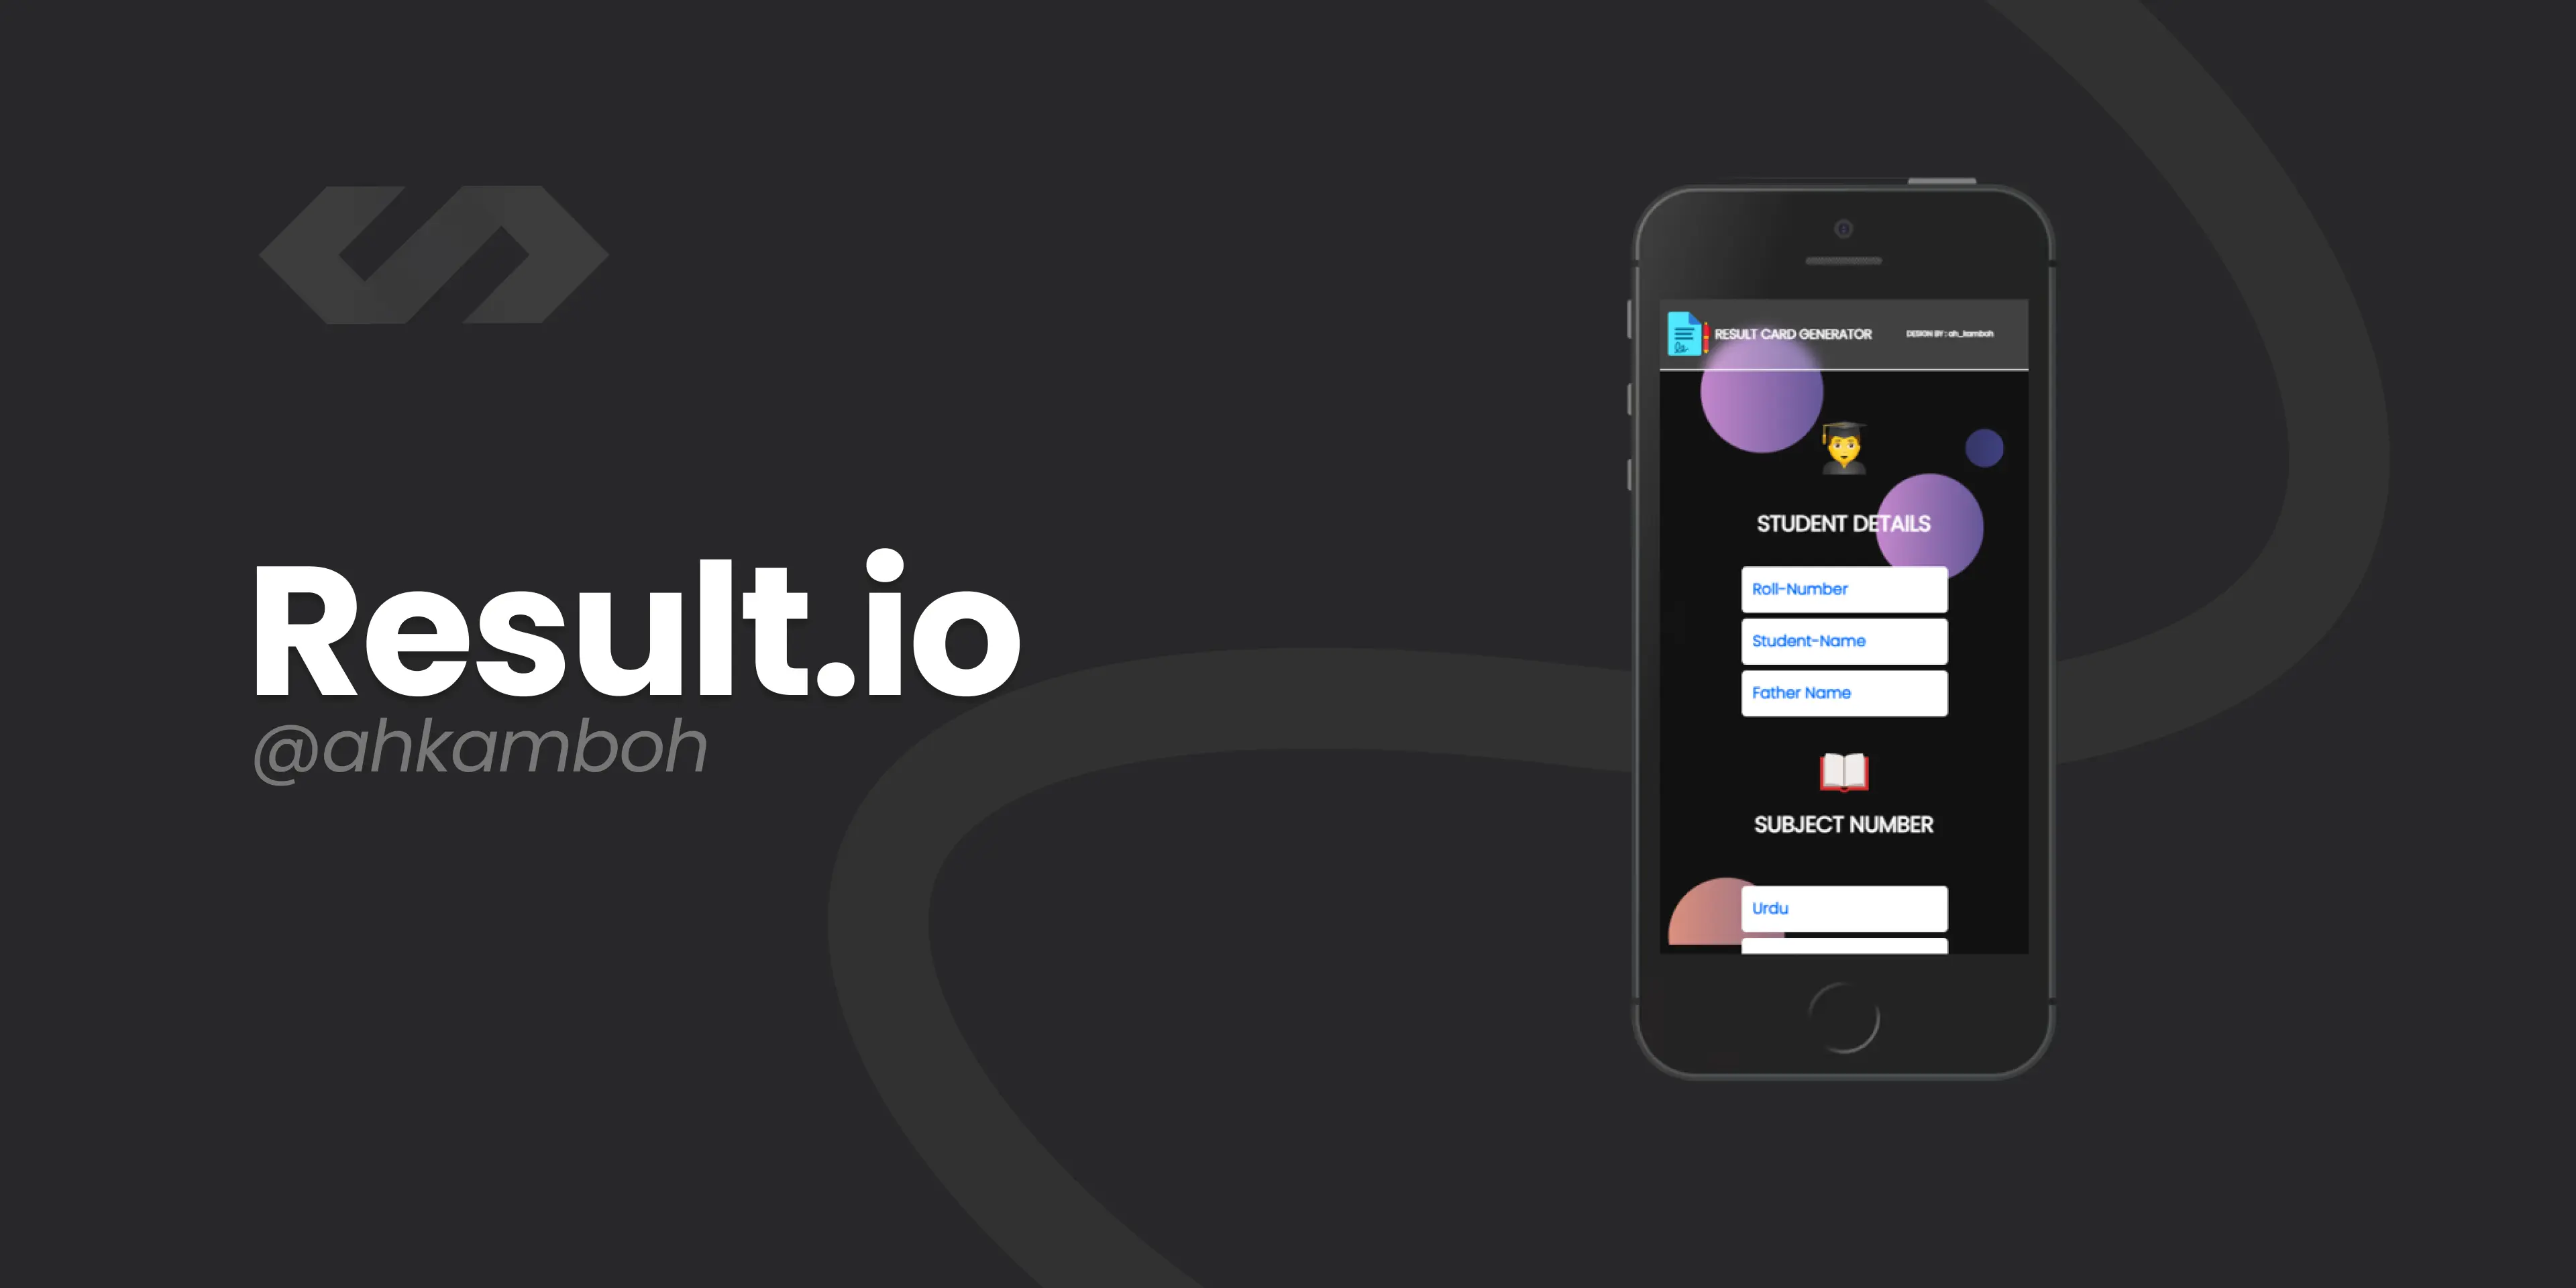 Result.io
@ahkamboh
RESULT CARD GENERATOR
DESIGN BY : ah_kamboh
STUDENT DETAILS
Roll-Number
Student-Name
Father Name
SUBJECT NUMBER
Urdu